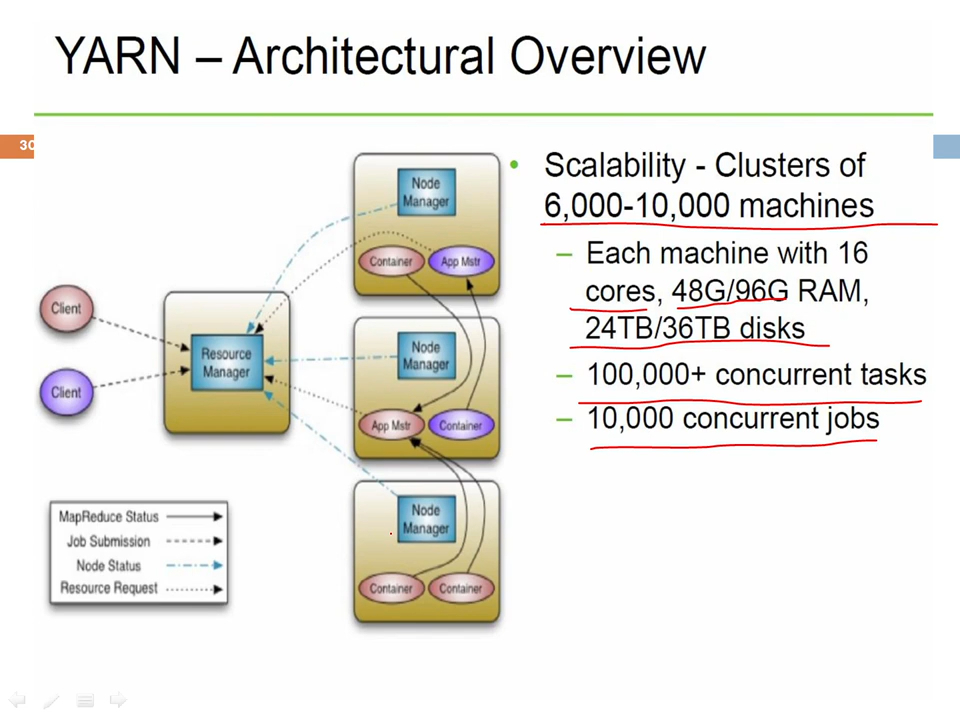 YARN – Architectural Overview
30
• Scalability - Clusters of
6,000-10,000 machines
– Each machine with 16
cores, 48G/96G RAM,
24TB/36TB disks
– 100,000+ concurrent tasks
– 10,000 concurrent jobs
Node
Manager
Container
App Mstr
Client
Client
Resource
Manager
Node
Manager
App Mstr
Container
Node
Manager
Container
Container
MapReduce Status
Job Submission
Node Status
Resource Request